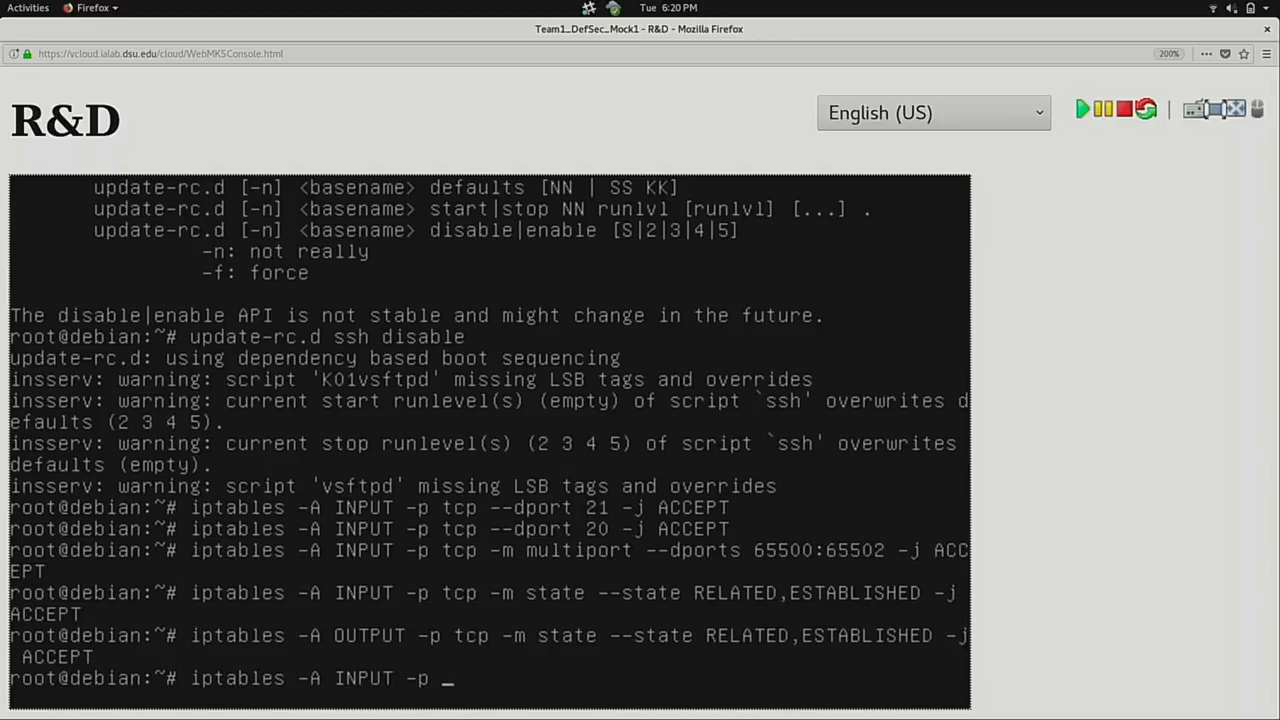 Activities Firefox Tue 6:20 PM
Team1_DefSec_Mock1 - R&D - Mozilla Firefox
https://vcloud.ialab.dsu.edu/cloud/WebMKSConsole.html 200%
R&D English (US)
update-rc.d [-n] <basename> defaults [NN | SS KK]
update-rc.d [-n] <basename> start|stop NN runlvl [runlvl] [...] .
update-rc.d [-n] <basename> disable|enable [S|2|3|4|5]
-n: not really
-f: force
The disable|enable API is not stable and might change in the future.
root@debian:~# update-rc.d ssh disable
update-rc.d: using dependency based boot sequencing
insserv: warning: script 'K01vsftpd' missing LSB tags and overrides
insserv: warning: current start runlevel(s) (empty) of script `ssh' overwrites d
efaults (2 3 4 5).
insserv: warning: current stop runlevel(s) (2 3 4 5) of script `ssh' overwrites
defaults (empty).
insserv: warning: script 'vsftpd' missing LSB tags and overrides
root@debian:~# iptables -A INPUT -p tcp --dport 21 -j ACCEPT
root@debian:~# iptables -A INPUT -p tcp --dport 20 -j ACCEPT
root@debian:~# iptables -A INPUT -p tcp -m multiport --dports 65500:65502 -j ACC
EPT
root@debian:~# iptables -A INPUT -p tcp -m state --state RELATED,ESTABLISHED -j
ACCEPT
root@debian:~# iptables -A OUTPUT -p tcp -m state --state RELATED,ESTABLISHED -j
ACCEPT
root@debian:~# iptables -A INPUT -p _